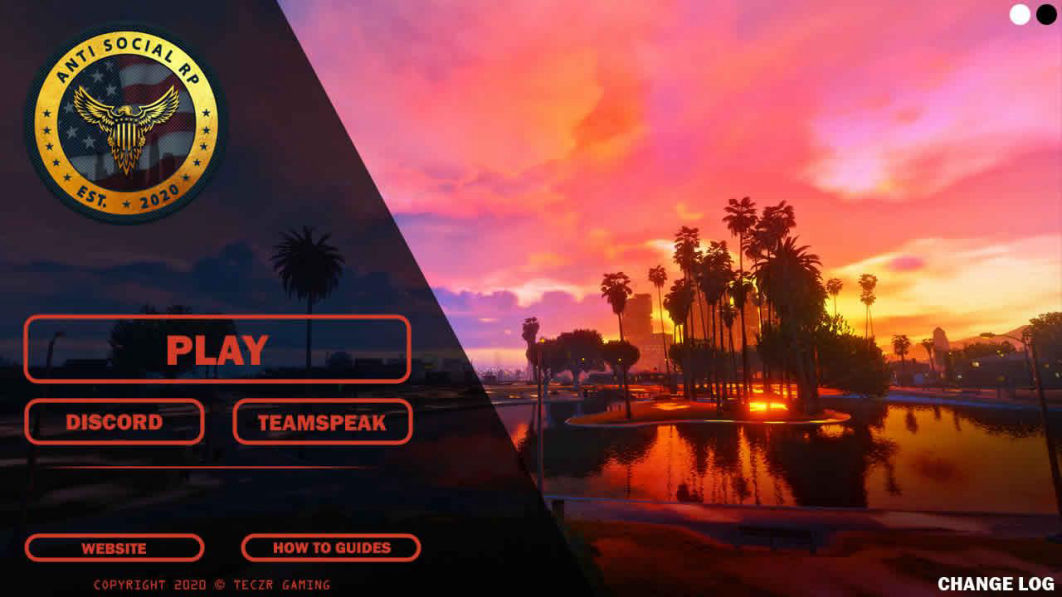 ANTI SOCIAL RP
EST. 2020
PLAY
DISCORD
TEAMSPEAK
WEBSITE
HOW TO GUIDES
COPYRIGHT 2020 © TECZR GAMING
CHANGE LOG